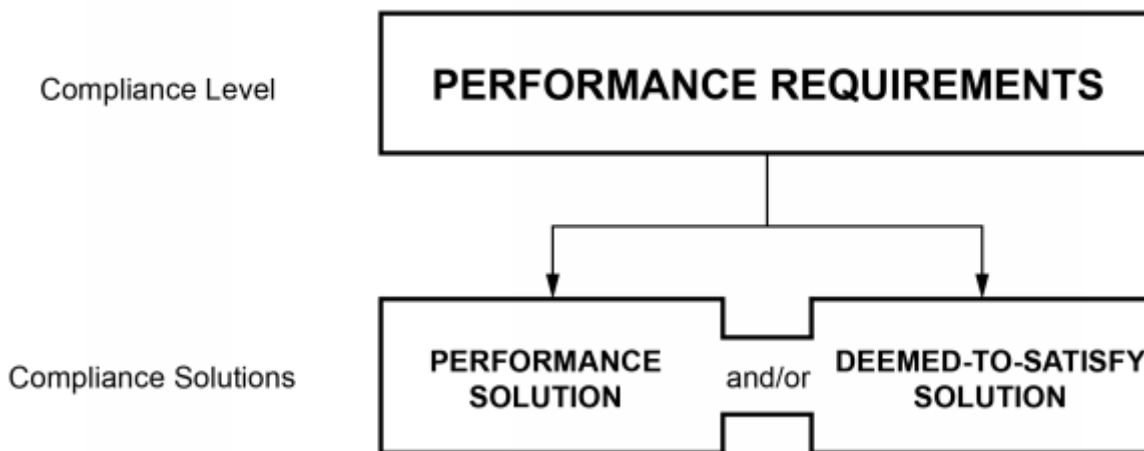 Compliance Level
PERFORMANCE REQUIREMENTS
Compliance Solutions
PERFORMANCE
SOLUTION
and/or
DEEMED-TO-SATISFY
SOLUTION